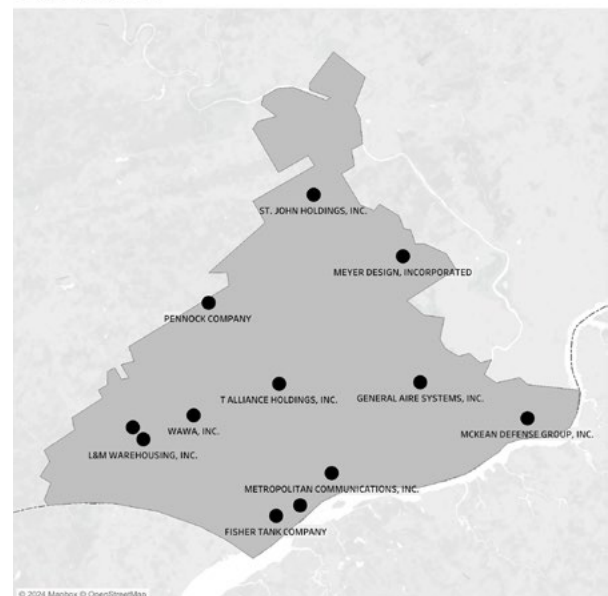 ST. JOHN HOLDINGS, INC.
MEYER DESIGN, INCORPORATED
PENNOCK COMPANY
T ALLIANCE HOLDINGS, INC.
GENERAL AIRE SYSTEMS, INC.
WAWA, INC.
MCKEAN DEFENSE GROUP, INC.
L&M WAREHOUSING, INC.
METROPOLITAN COMMUNICATIONS, INC.
FISHER TANK COMPANY
© 2024 Mapbox © OpenStreetMap